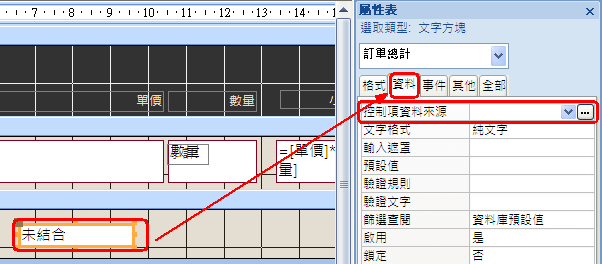 7 8 9 10 11 12 13 14
單價 數量 小
數量 =[單價]*
量]
未結合
屬性表
選取類型: 文字方塊
訂單總計
格式 資料 事件 其他 全部
控制項資料來源
文字格式 純文字
輸入遮罩
預設值
驗證規則
驗證文字
篩選查閱 資料庫預設值
啟用 是
鎖定 否